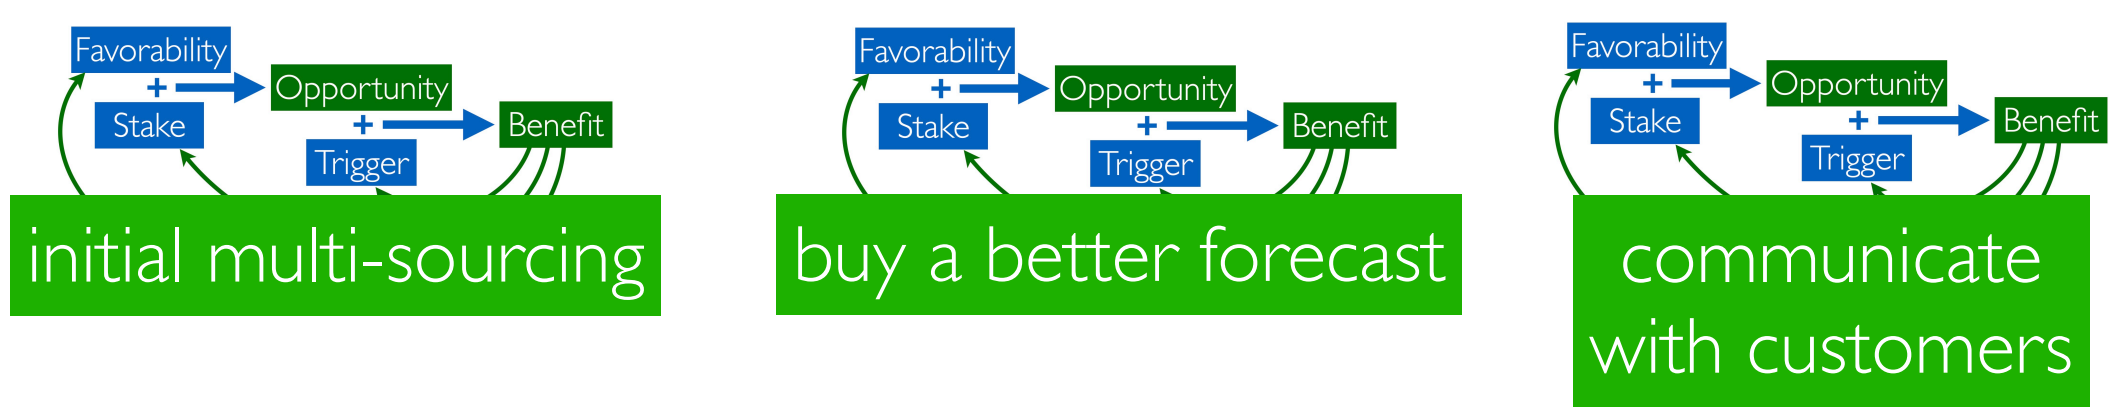 Favorability
+
Opportunity
Stake
+
Benefit
Trigger
initial multi-sourcing
Favorability
+
Opportunity
Stake
+
Benefit
Trigger
buy a better forecast
Favorability
+
Opportunity
Stake
+
Benefit
Trigger
communicate
with customers